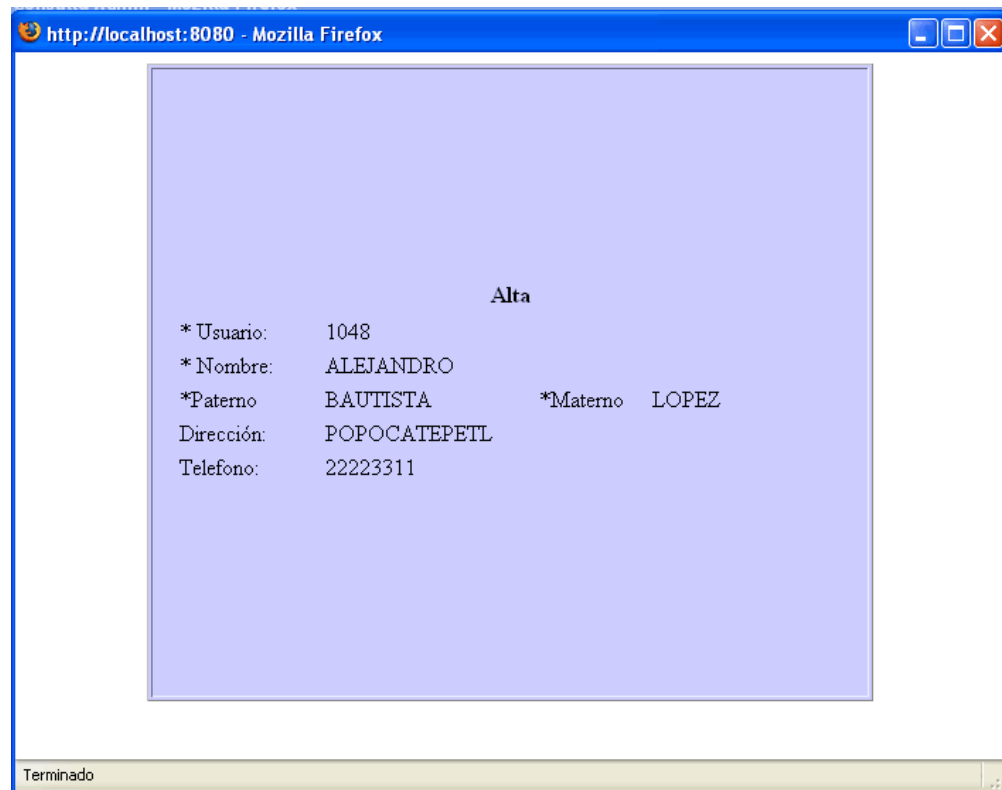 http://localhost:8080 - Mozilla Firefox
Alta
* Usuario: 1048
* Nombre: ALEJANDRO
*Paterno BAUTISTA *Materno LOPEZ
Dirección: POPOCATEPETL
Telefono: 22223311
Terminado